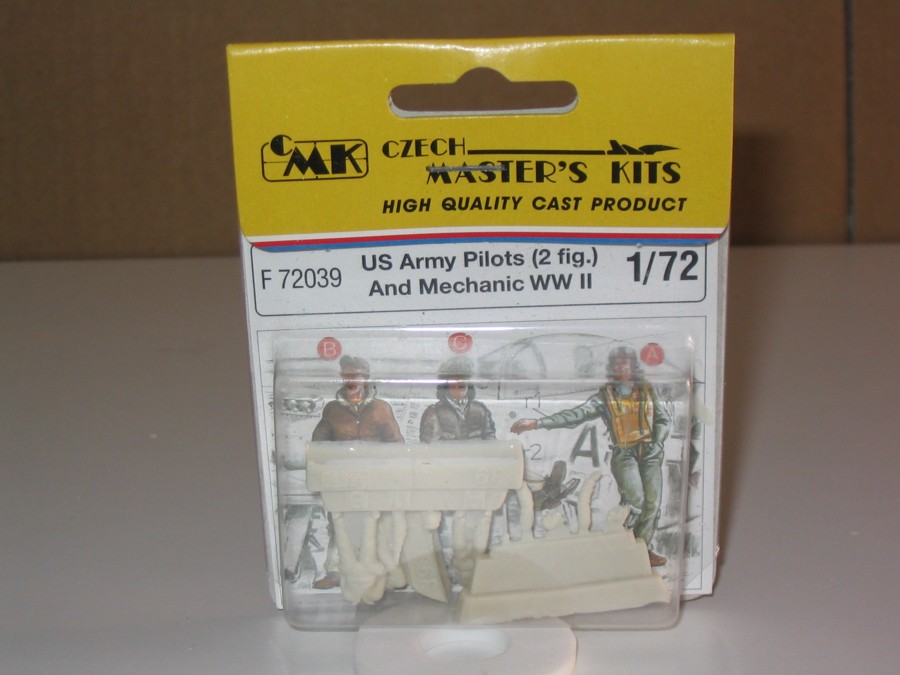 CMK
CZECH
MASTER'S KITS
HIGH QUALITY CAST PRODUCT
F 72039
US Army Pilots (2 fig.)
And Mechanic WW II
1/72
B
C
A
A